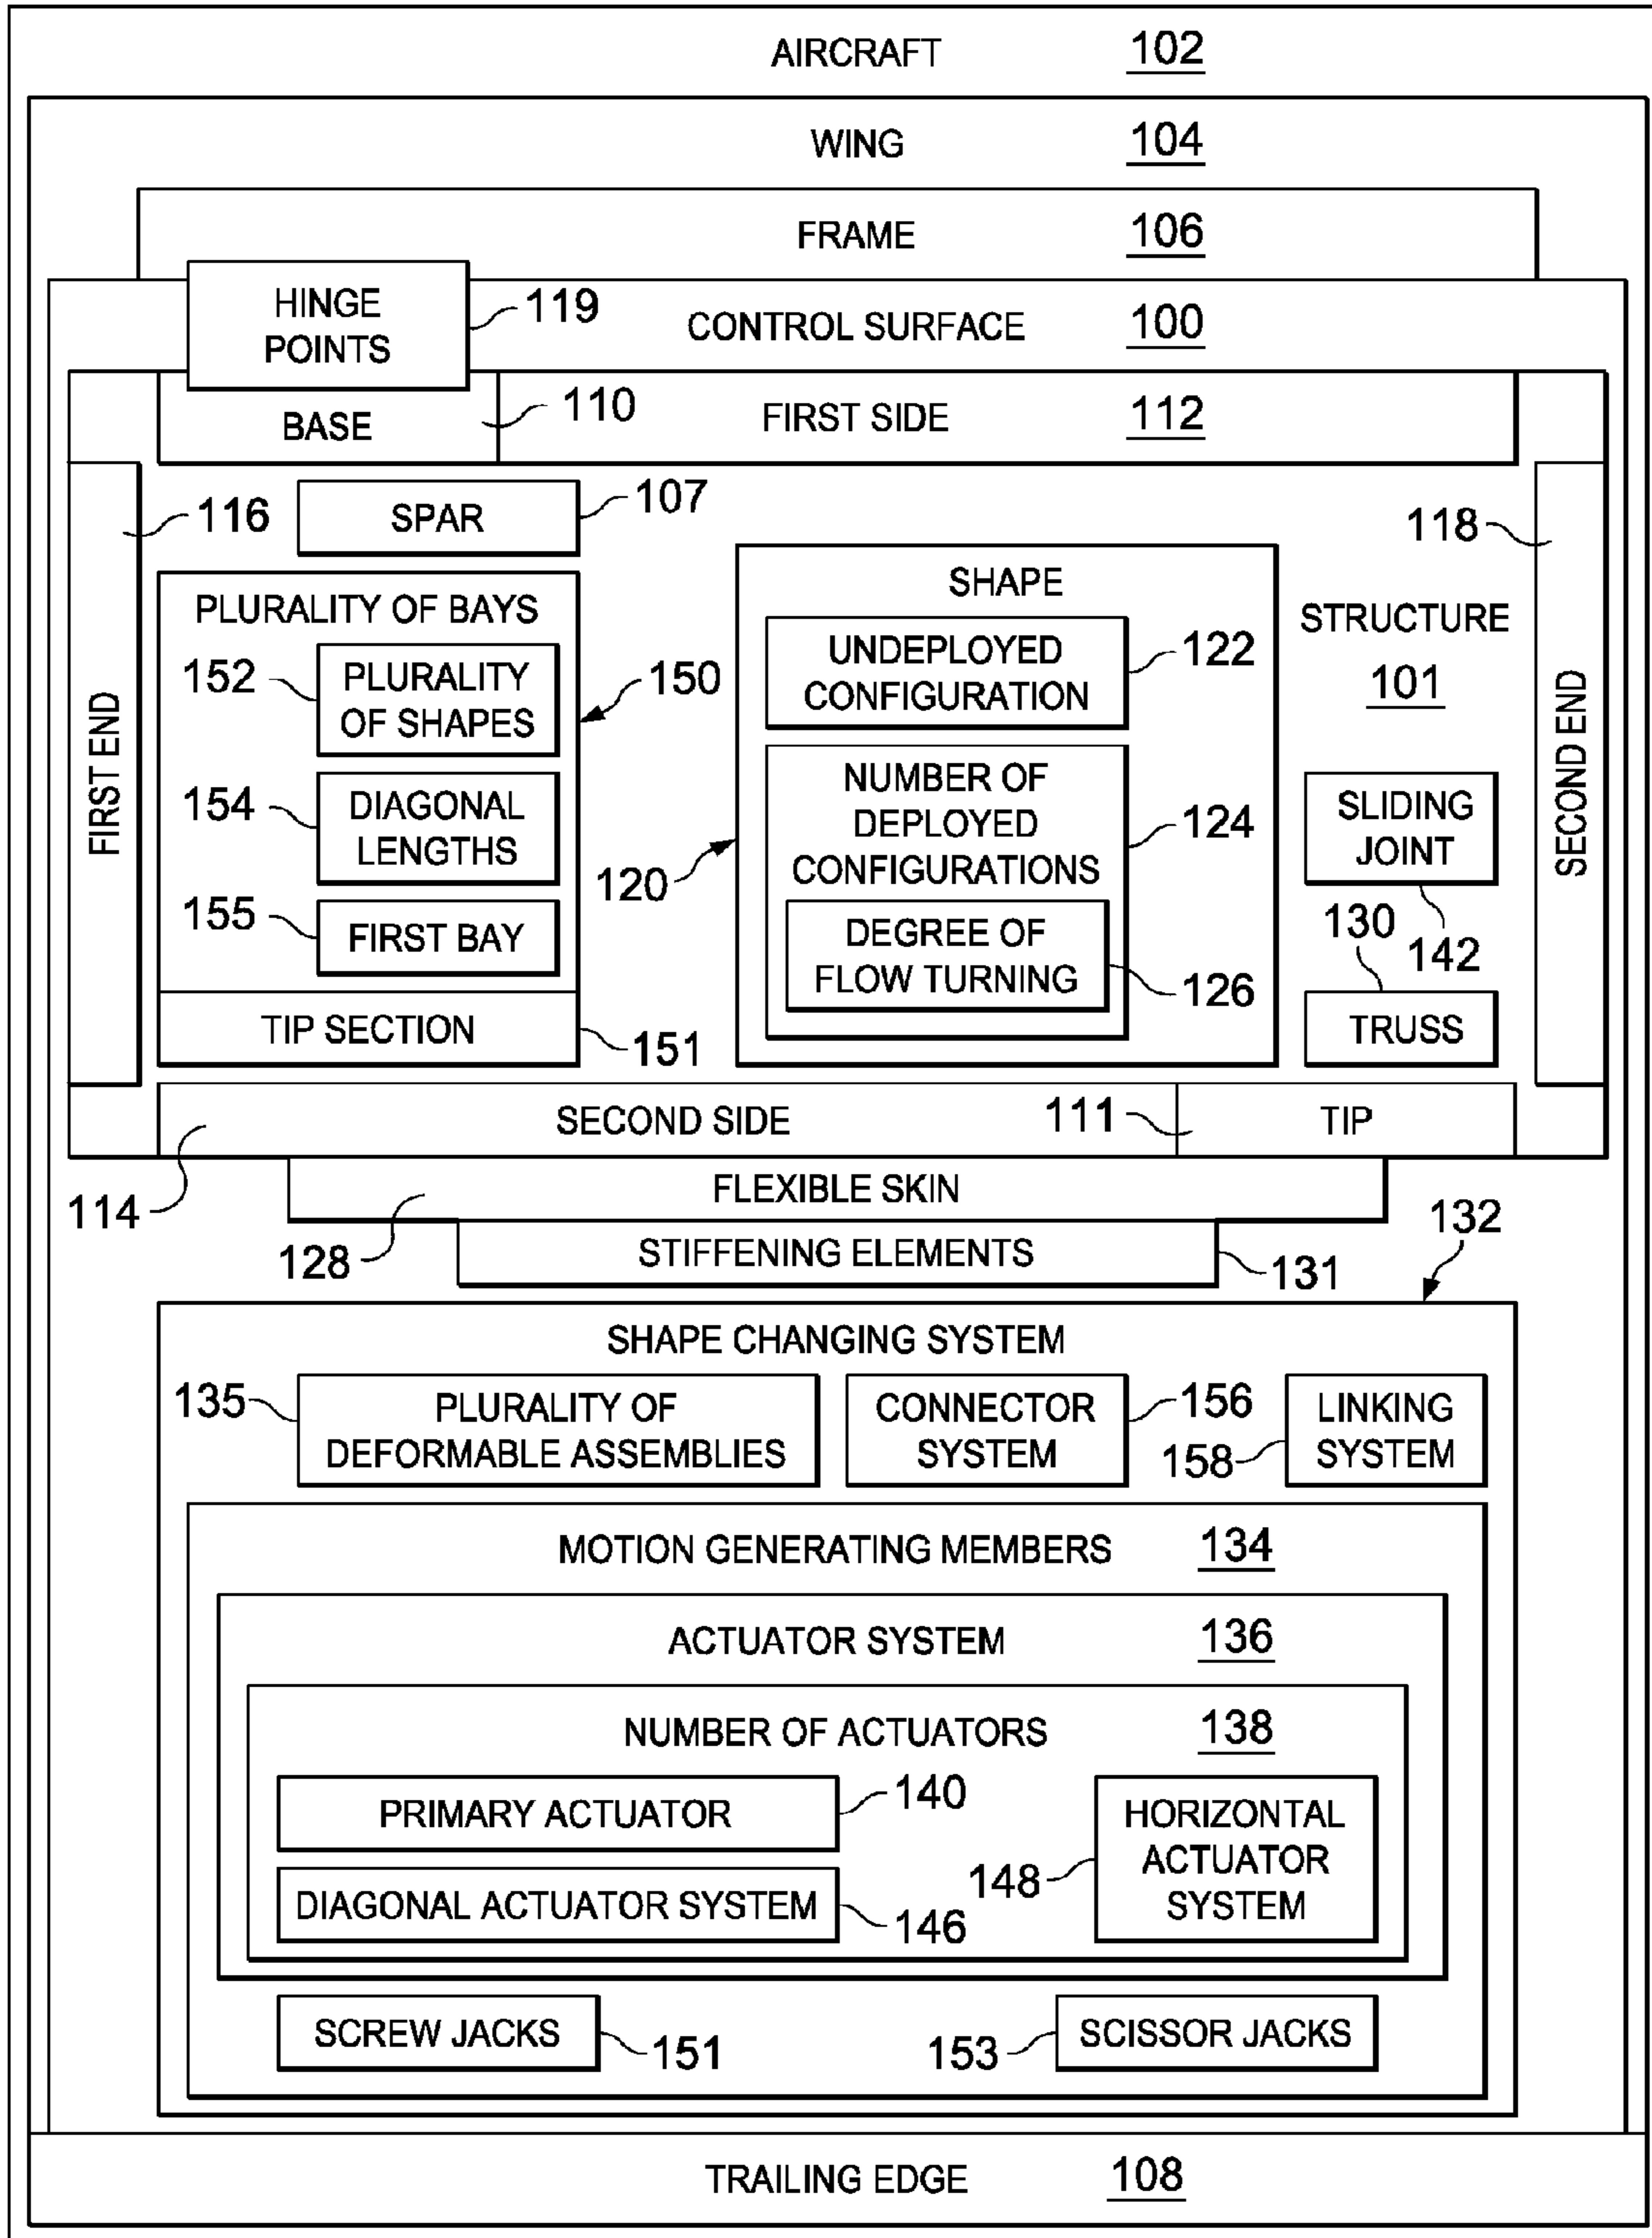 AIRCRAFT 102
WING 104
FRAME 106
HINGE
POINTS
119
CONTROL SURFACE 100
BASE
110
FIRST SIDE 112
116
SPAR
107
118
FIRST END
PLURALITY OF BAYS
152
PLURALITY
OF SHAPES
150
154
DIAGONAL
LENGTHS
155
FIRST BAY
TIP SECTION
151
SHAPE
UNDEPLOYED
CONFIGURATION
122
NUMBER OF
DEPLOYED
CONFIGURATIONS
124
120
DEGREE OF
FLOW TURNING
126
STRUCTURE
101
SLIDING
JOINT
142
130
TRUSS
SECOND END
SECOND SIDE
111
TIP
114
FLEXIBLE SKIN
128
STIFFENING ELEMENTS
131
132
SHAPE CHANGING SYSTEM
135
PLURALITY OF
DEFORMABLE ASSEMBLIES
CONNECTOR
SYSTEM
156
158
LINKING
SYSTEM
MOTION GENERATING MEMBERS 134
ACTUATOR SYSTEM 136
NUMBER OF ACTUATORS 138
PRIMARY ACTUATOR
140
DIAGONAL ACTUATOR SYSTEM
146
148
HORIZONTAL
ACTUATOR
SYSTEM
SCREW JACKS
151
153
SCISSOR JACKS
TRAILING EDGE 108